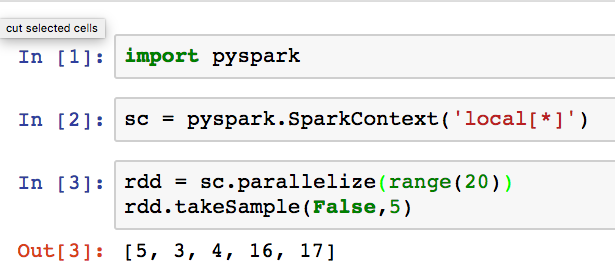 cut selected cells
In [1]: import pyspark
In [2]: sc = pyspark.SparkContext('local[*]')
In [3]: rdd = sc.parallelize(range(20))
rdd.takeSample(False,5)
Out[3]: [5, 3, 4, 16, 17]